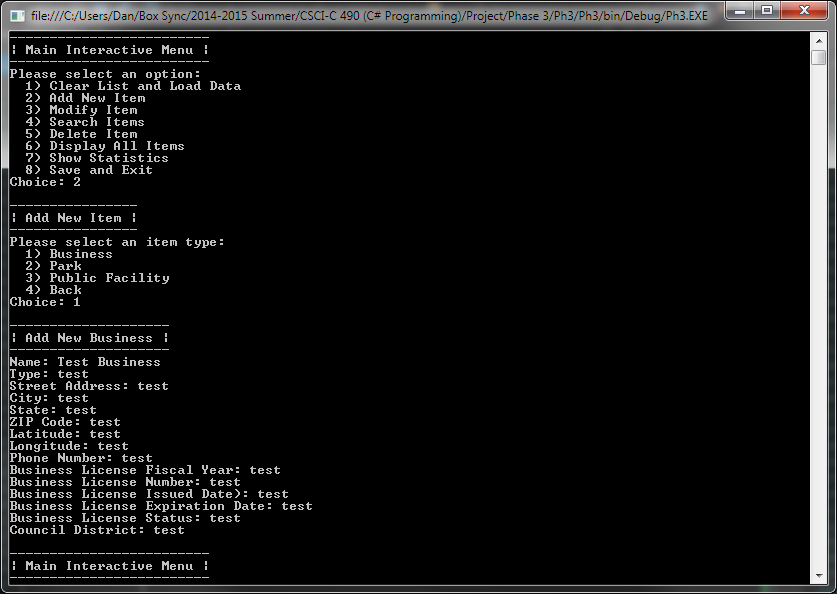 file:///C:/Users/Dan/Box Sync/2014-2015 Summer/CSCI-C 490 (C# Programming)/Project/Phase 3/Ph3/Ph3/bin/Debug/Ph3.EXE
-------------------------
| Main Interactive Menu |
-------------------------
Please select an option:
  1) Clear List and Load Data
  2) Add New Item
  3) Modify Item
  4) Search Items
  5) Delete Item
  6) Display All Items
  7) Show Statistics
  8) Save and Exit
Choice: 2
----------------
| Add New Item |
----------------
Please select an item type:
  1) Business
  2) Park
  3) Public Facility
  4) Back
Choice: 1
--------------------
| Add New Business |
--------------------
Name: Test Business
Type: test
Street Address: test
City: test
State: test
ZIP Code: test
Latitude: test
Longitude: test
Phone Number: test
Business License Fiscal Year: test
Business License Number: test
Business License Issued Date): test
Business License Expiration Date: test
Business License Status: test
Council District: test
-------------------------
| Main Interactive Menu |
-------------------------